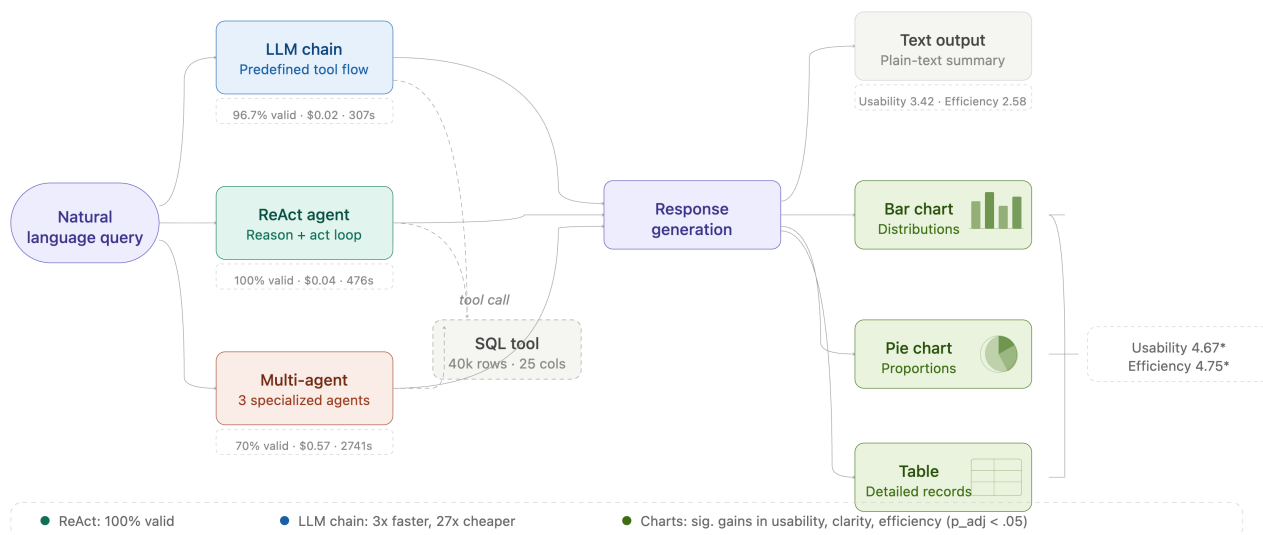 LLM chain
Predefined tool flow
96.7% valid · $0.02 · 307s
Natural
language query
ReAct agent
Reason + act loop
100% valid · $0.04 · 476s
Multi-agent
3 specialized agents
70% valid · $0.57 · 2741s
tool call
SQL tool
40k rows · 25 cols
Response
generation
Text output
Plain-text summary
Usability 3.42 · Efficiency 2.58
Bar chart
Distributions
Pie chart
Proportions
Table
Detailed records
Usability 4.67*
Efficiency 4.75*
ReAct: 100% valid
LLM chain: 3x faster, 27x cheaper
Charts: sig. gains in usability, clarity, efficiency (p_adj < .05)